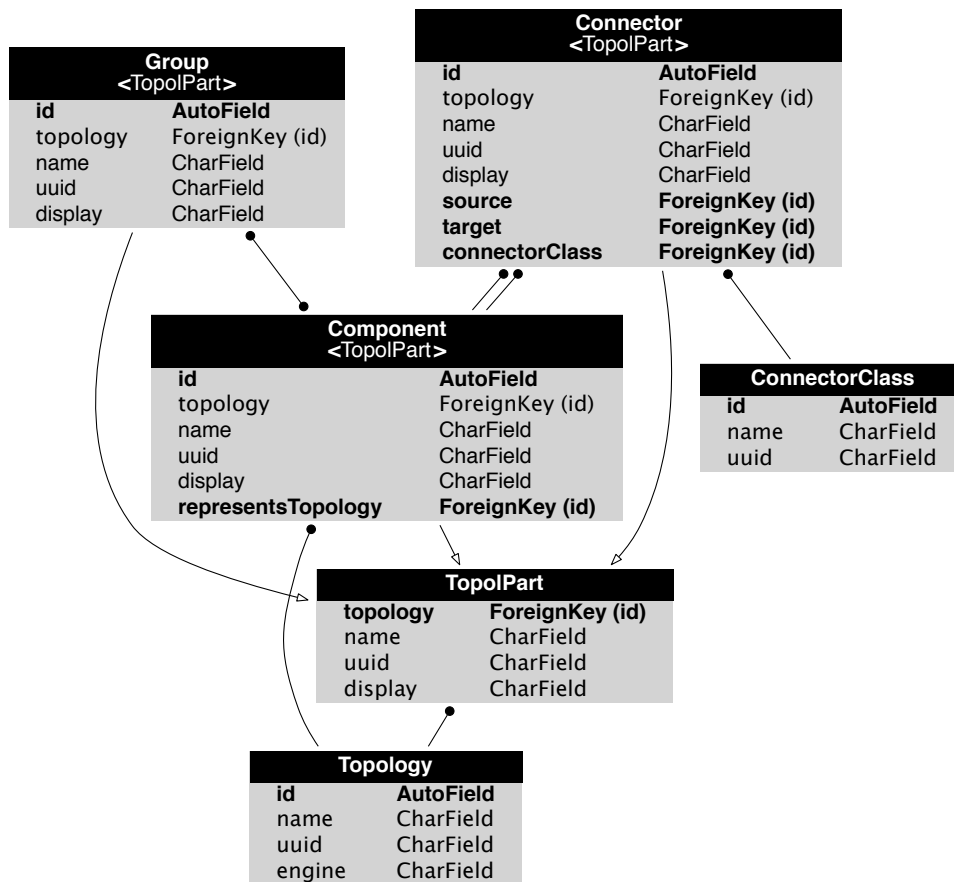 Connector
<TopolPart>
id AutoField
topology ForeignKey (id)
name CharField
uuid CharField
display CharField
source ForeignKey (id)
target ForeignKey (id)
connectorClass ForeignKey (id)
Group
<TopolPart>
id AutoField
topology ForeignKey (id)
name CharField
uuid CharField
display CharField
Component
<TopolPart>
id AutoField
topology ForeignKey (id)
name CharField
uuid CharField
display CharField
representsTopology ForeignKey (id)
ConnectorClass
id AutoField
name CharField
uuid CharField
TopolPart
topology ForeignKey (id)
name CharField
uuid CharField
display CharField
Topology
id AutoField
name CharField
uuid CharField
engine CharField